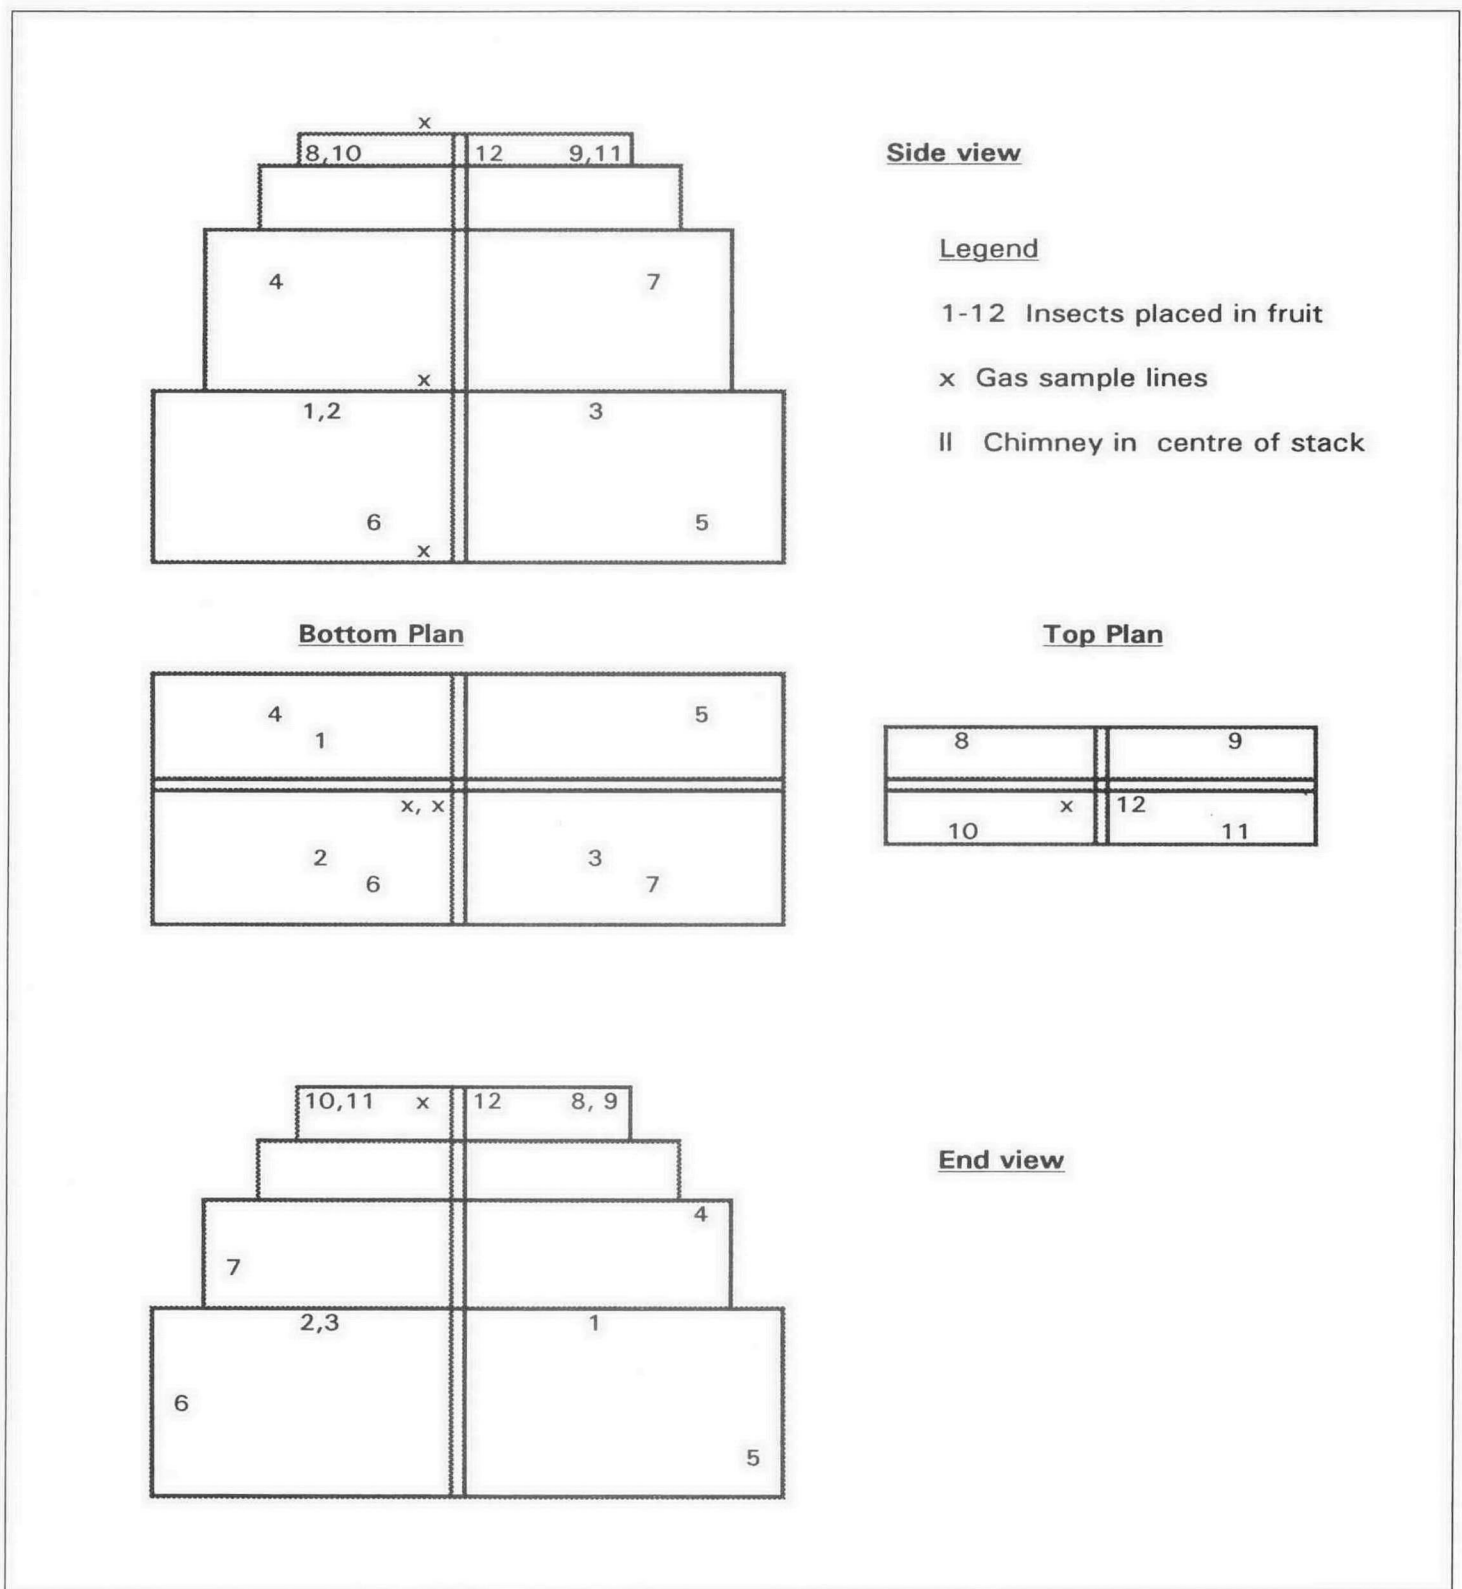 x
8,10 12 9,11
Side view
Legend
4 7
1-12 Insects placed in fruit
x
x Gas sample lines
1,2 3
II Chimney in centre of stack
6 5
x
Bottom Plan
Top Plan
4 5
1
8 9
x, x
x 12
10 11
2 3
6 7
10,11 x 12 8, 9
End view
4
7
2,3 1
6
5